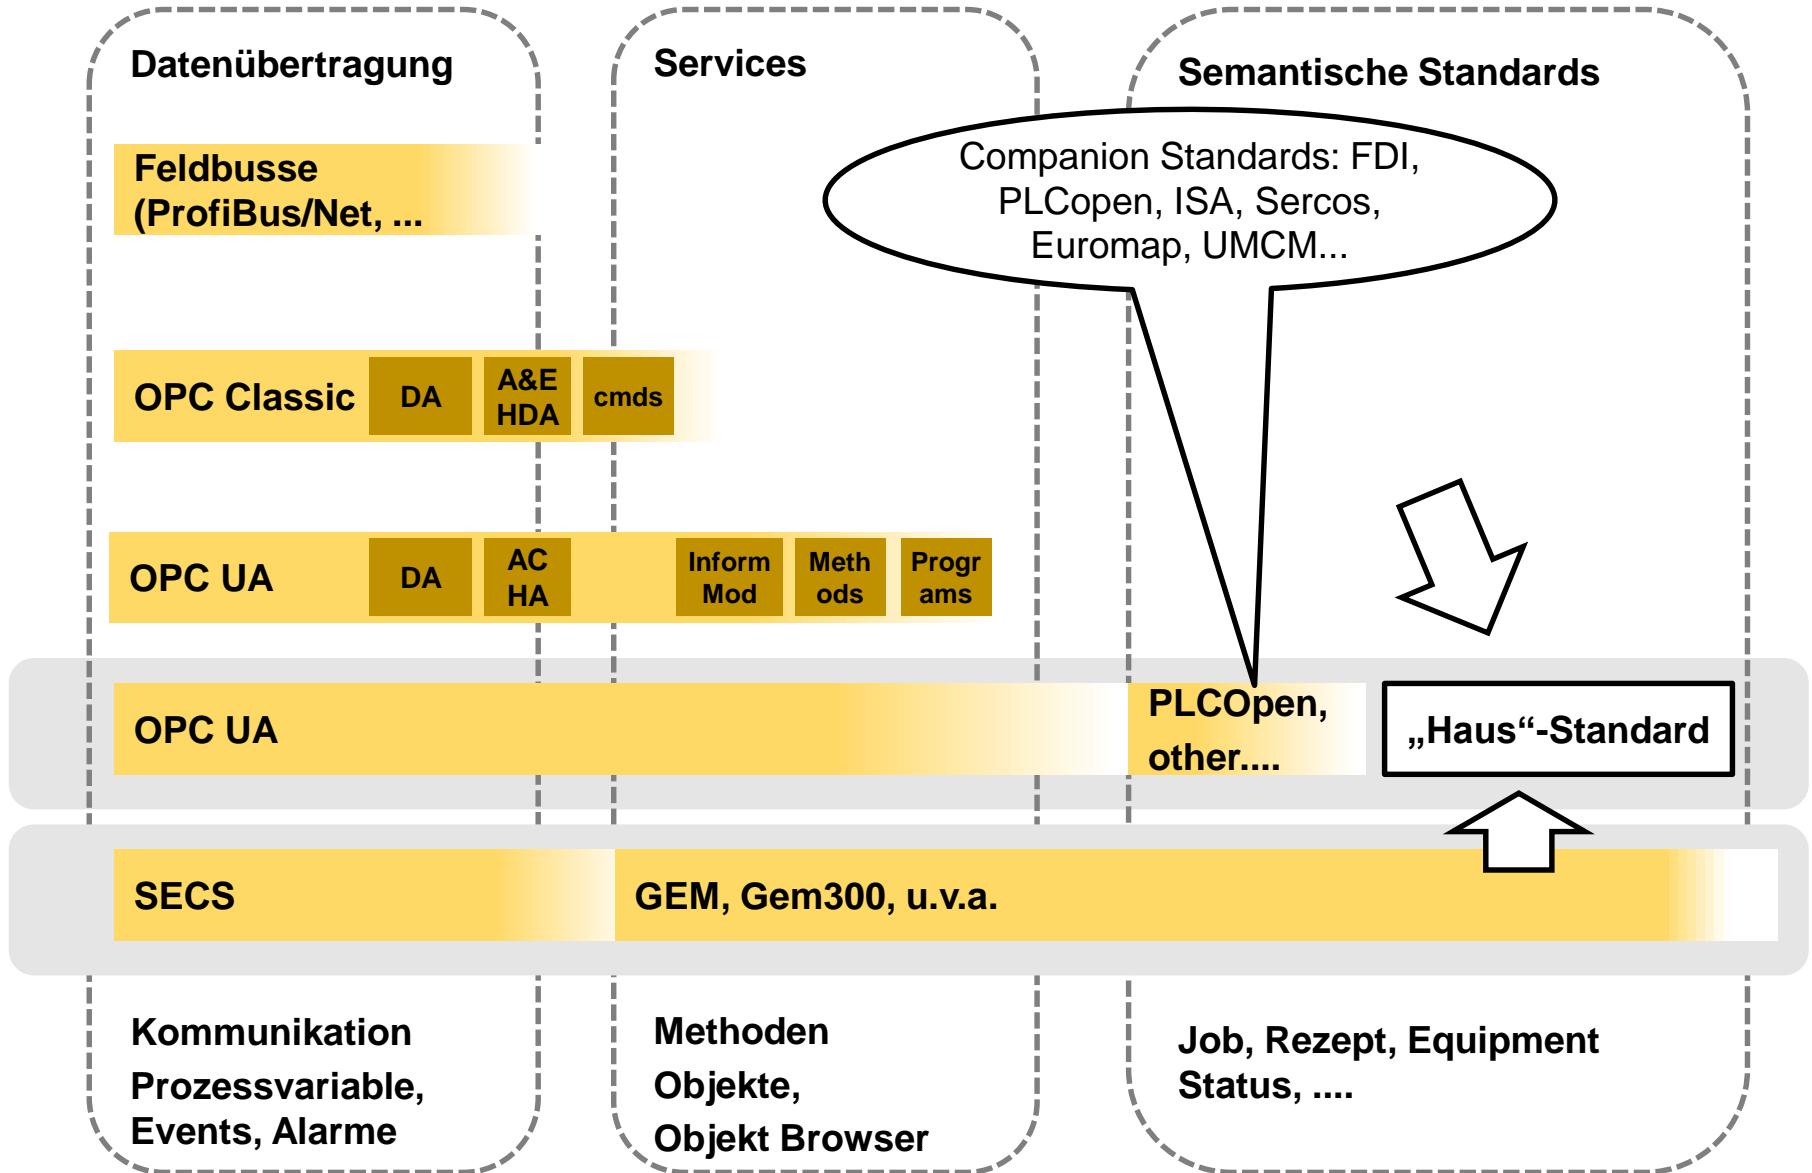 Datenübertragung
Services
Semantische Standards
Companion Standards: FDI,
PLCopen, ISA, Sercos,
Euromap, UMCM...
Feldbusse
(ProfiBus/Net, ...
OPC Classic
DA
A&E
HDA
cmds
OPC UA
DA
AC
HA
Inform
Mod
Meth
ods
Progr
ams
OPC UA
PLCOpen,
other....
„Haus“-Standard
SECS
GEM, Gem300, u.v.a.
Kommunikation
Prozessvariable,
Events, Alarme
Methoden
Objekte,
Objekt Browser
Job, Rezept, Equipment
Status, ....